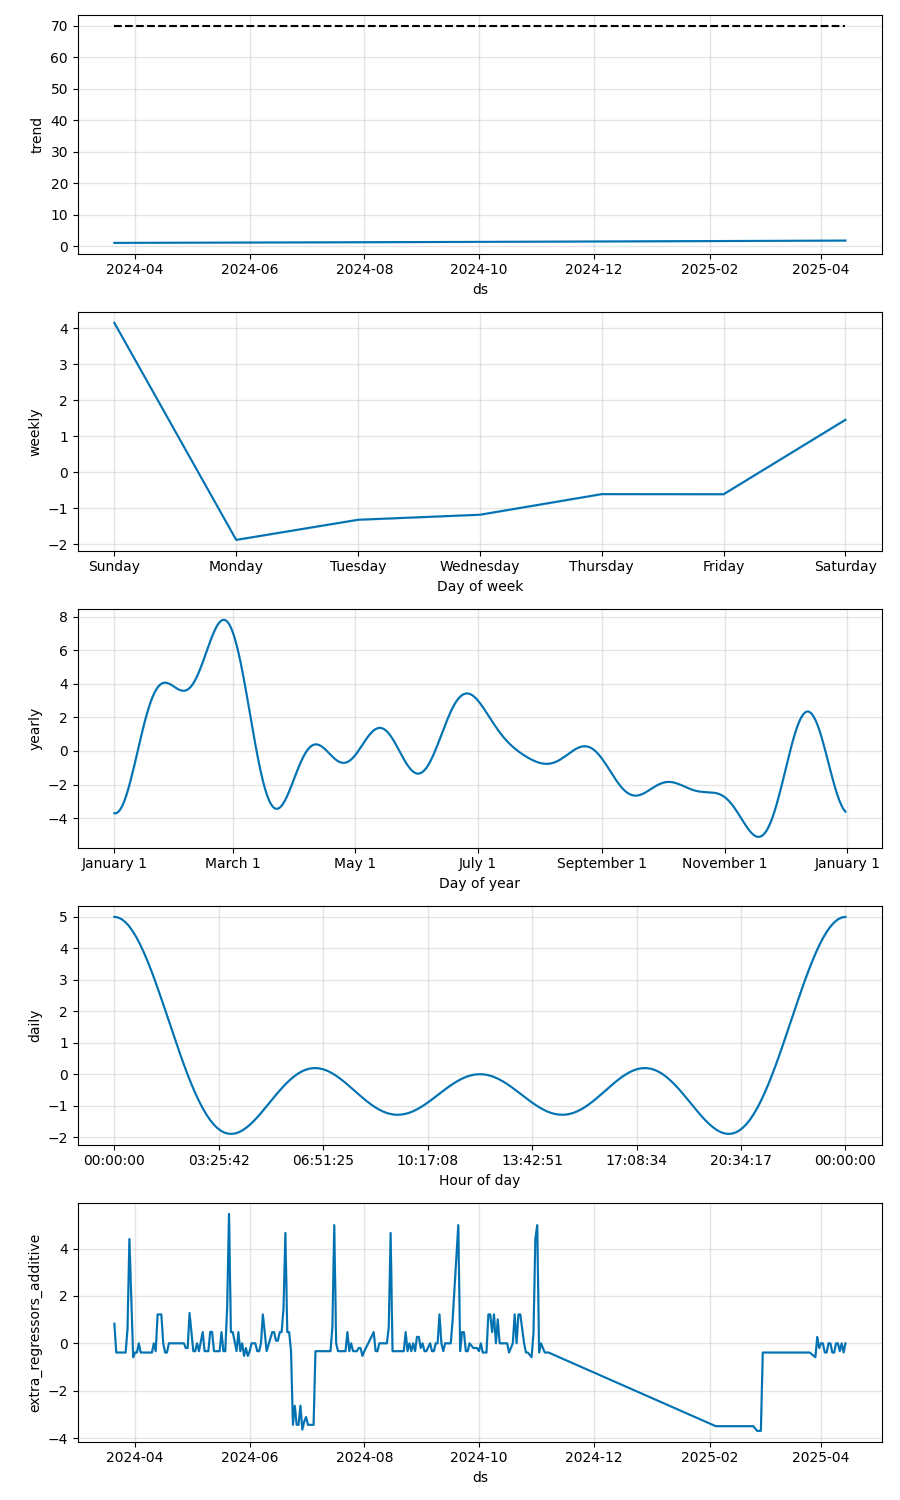 70
60
50
40
30
20
10
0
trend
2024-04 2024-06 2024-08 2024-10 2024-12 2025-02 2025-04
ds
4
3
2
1
0
−1
−2
weekly
Sunday Monday Tuesday Wednesday Thursday Friday Saturday
Day of week
8
6
4
2
0
−2
−4
yearly
January 1 March 1 May 1 July 1 September 1 November 1 January 1
Day of year
5
4
3
2
1
0
−1
−2
daily
00:00:00 03:25:42 06:51:25 10:17:08 13:42:51 17:08:34 20:34:17 00:00:00
Hour of day
4
2
0
−2
−4
extra_regressors_additive
2024-04 2024-06 2024-08 2024-10 2024-12 2025-02 2025-04
ds